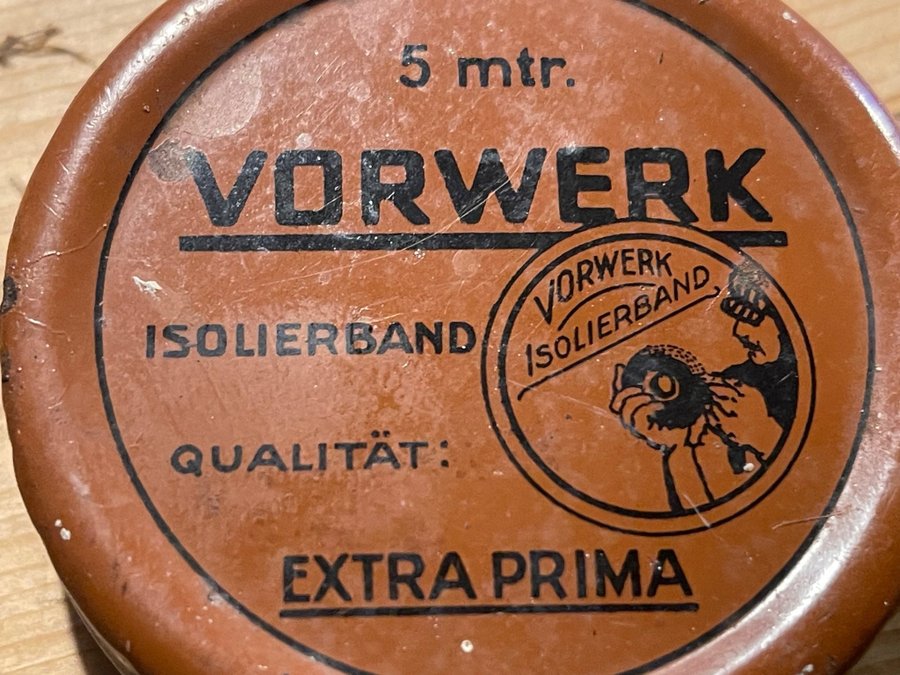 5 mtr.
VORWERK
VORWERK
ISOLIERBAND
ISOLIERBAND
QUALITÄT:
EXTRA PRIMA